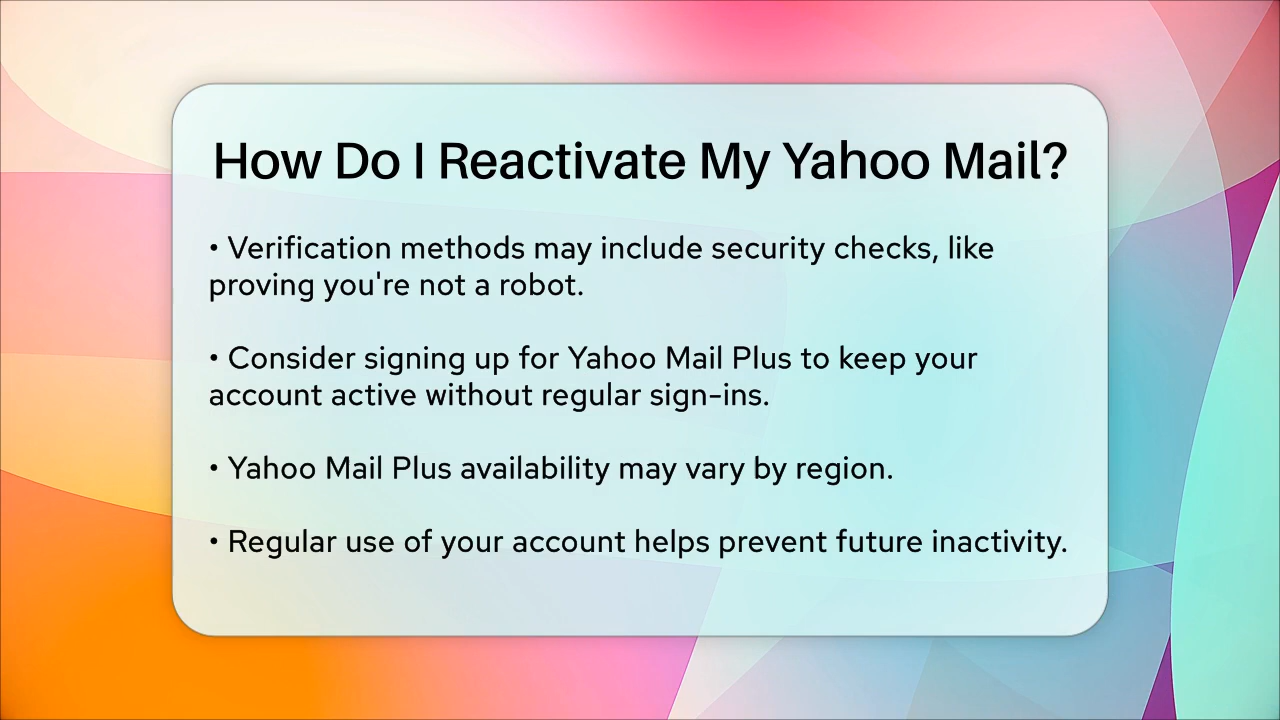 How Do I Reactivate My Yahoo Mail?
• Verification methods may include security checks, like
proving you're not a robot.
• Consider signing up for Yahoo Mail Plus to keep your
account active without regular sign-ins.
• Yahoo Mail Plus availability may vary by region.
• Regular use of your account helps prevent future inactivity.